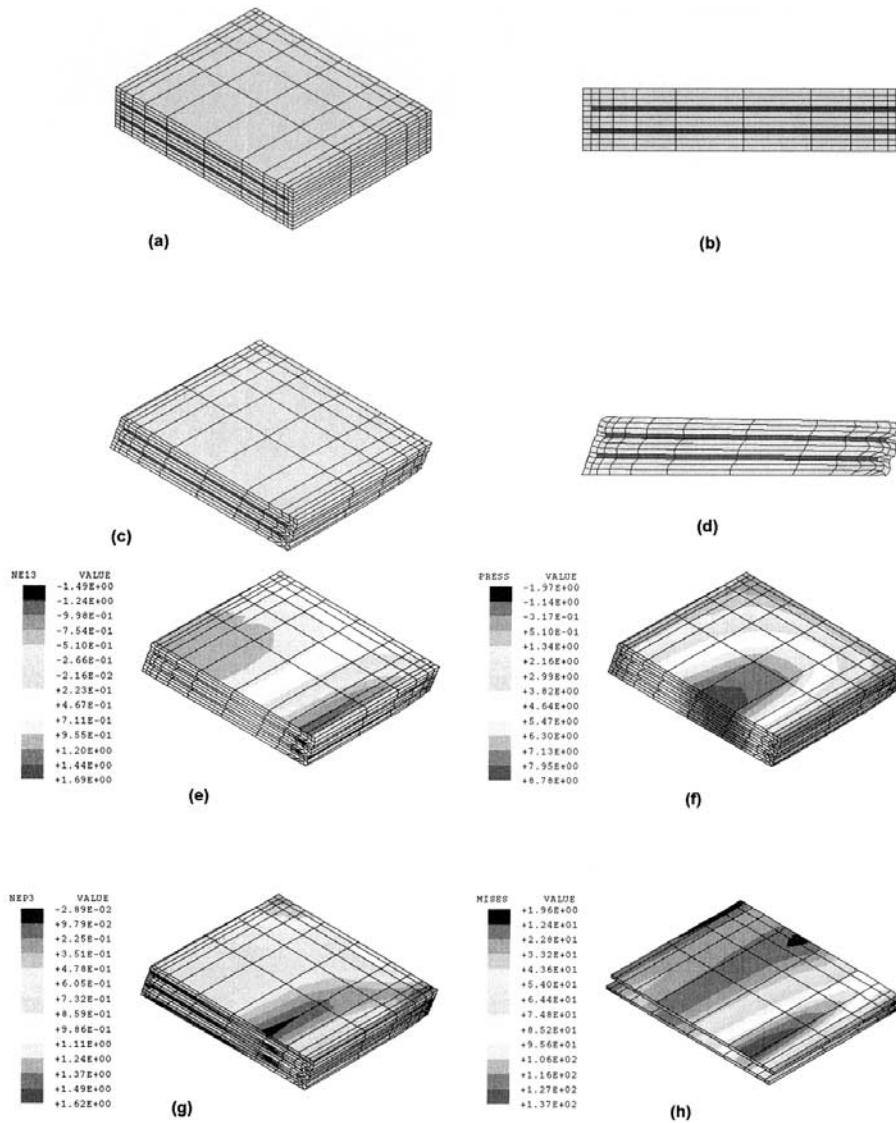 (a)
(b)
(c)
(d)
NE13 VALUE
-1.49E+00
-1.24E+00
-9.98E-01
-7.54E-01
-5.10E-01
-2.66E-01
-2.16E-02
+2.23E-01
+4.67E-01
+7.11E-01
+9.55E-01
+1.20E+00
+1.44E+00
+1.69E+00
(e)
PRESS VALUE
-1.97E+00
-1.14E+00
-3.17E-01
+5.10E-01
+1.34E+00
+2.16E+00
+2.99E+00
+3.82E+00
+4.64E+00
+5.47E+00
+6.30E+00
+7.13E+00
+7.95E+00
+8.78E+00
(f)
NEP3 VALUE
-2.89E-02
+9.79E-02
+2.25E-01
+3.51E-01
+4.78E-01
+6.05E-01
+7.32E-01
+8.59E-01
+9.86E-01
+1.11E+00
+1.24E+00
+1.37E+00
+1.49E+00
+1.62E+00
(g)
MISES VALUE
+1.96E+00
+1.24E+01
+2.28E+01
+3.32E+01
+4.36E+01
+5.40E+01
+6.44E+01
+7.48E+01
+8.52E+01
+9.56E+01
+1.06E+02
+1.16E+02
+1.27E+02
+1.37E+02
(h)